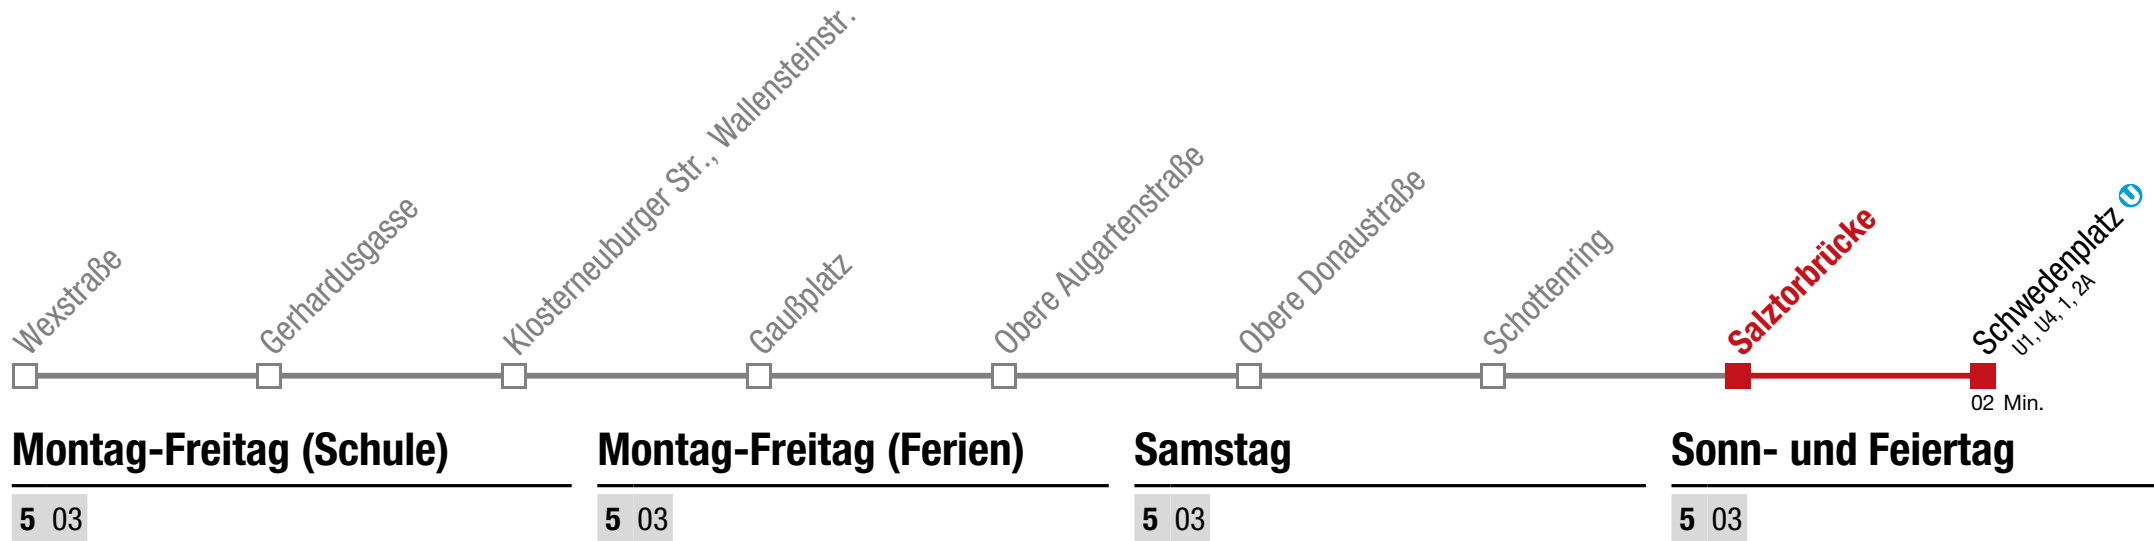 Wexstraße
Gerhardusgasse
Klosterneuburger Str., Wallensteinstr.
Gaußplatz
Obere Augartenstraße
Obere Donaustraße
Schottenring
Salztorbrücke
Schwedenplatz U
U1, U4, 1, 2A
02 Min.
Montag-Freitag (Schule)
5 03
Montag-Freitag (Ferien)
5 03
Samstag
5 03
Sonn- und Feiertag
5 03